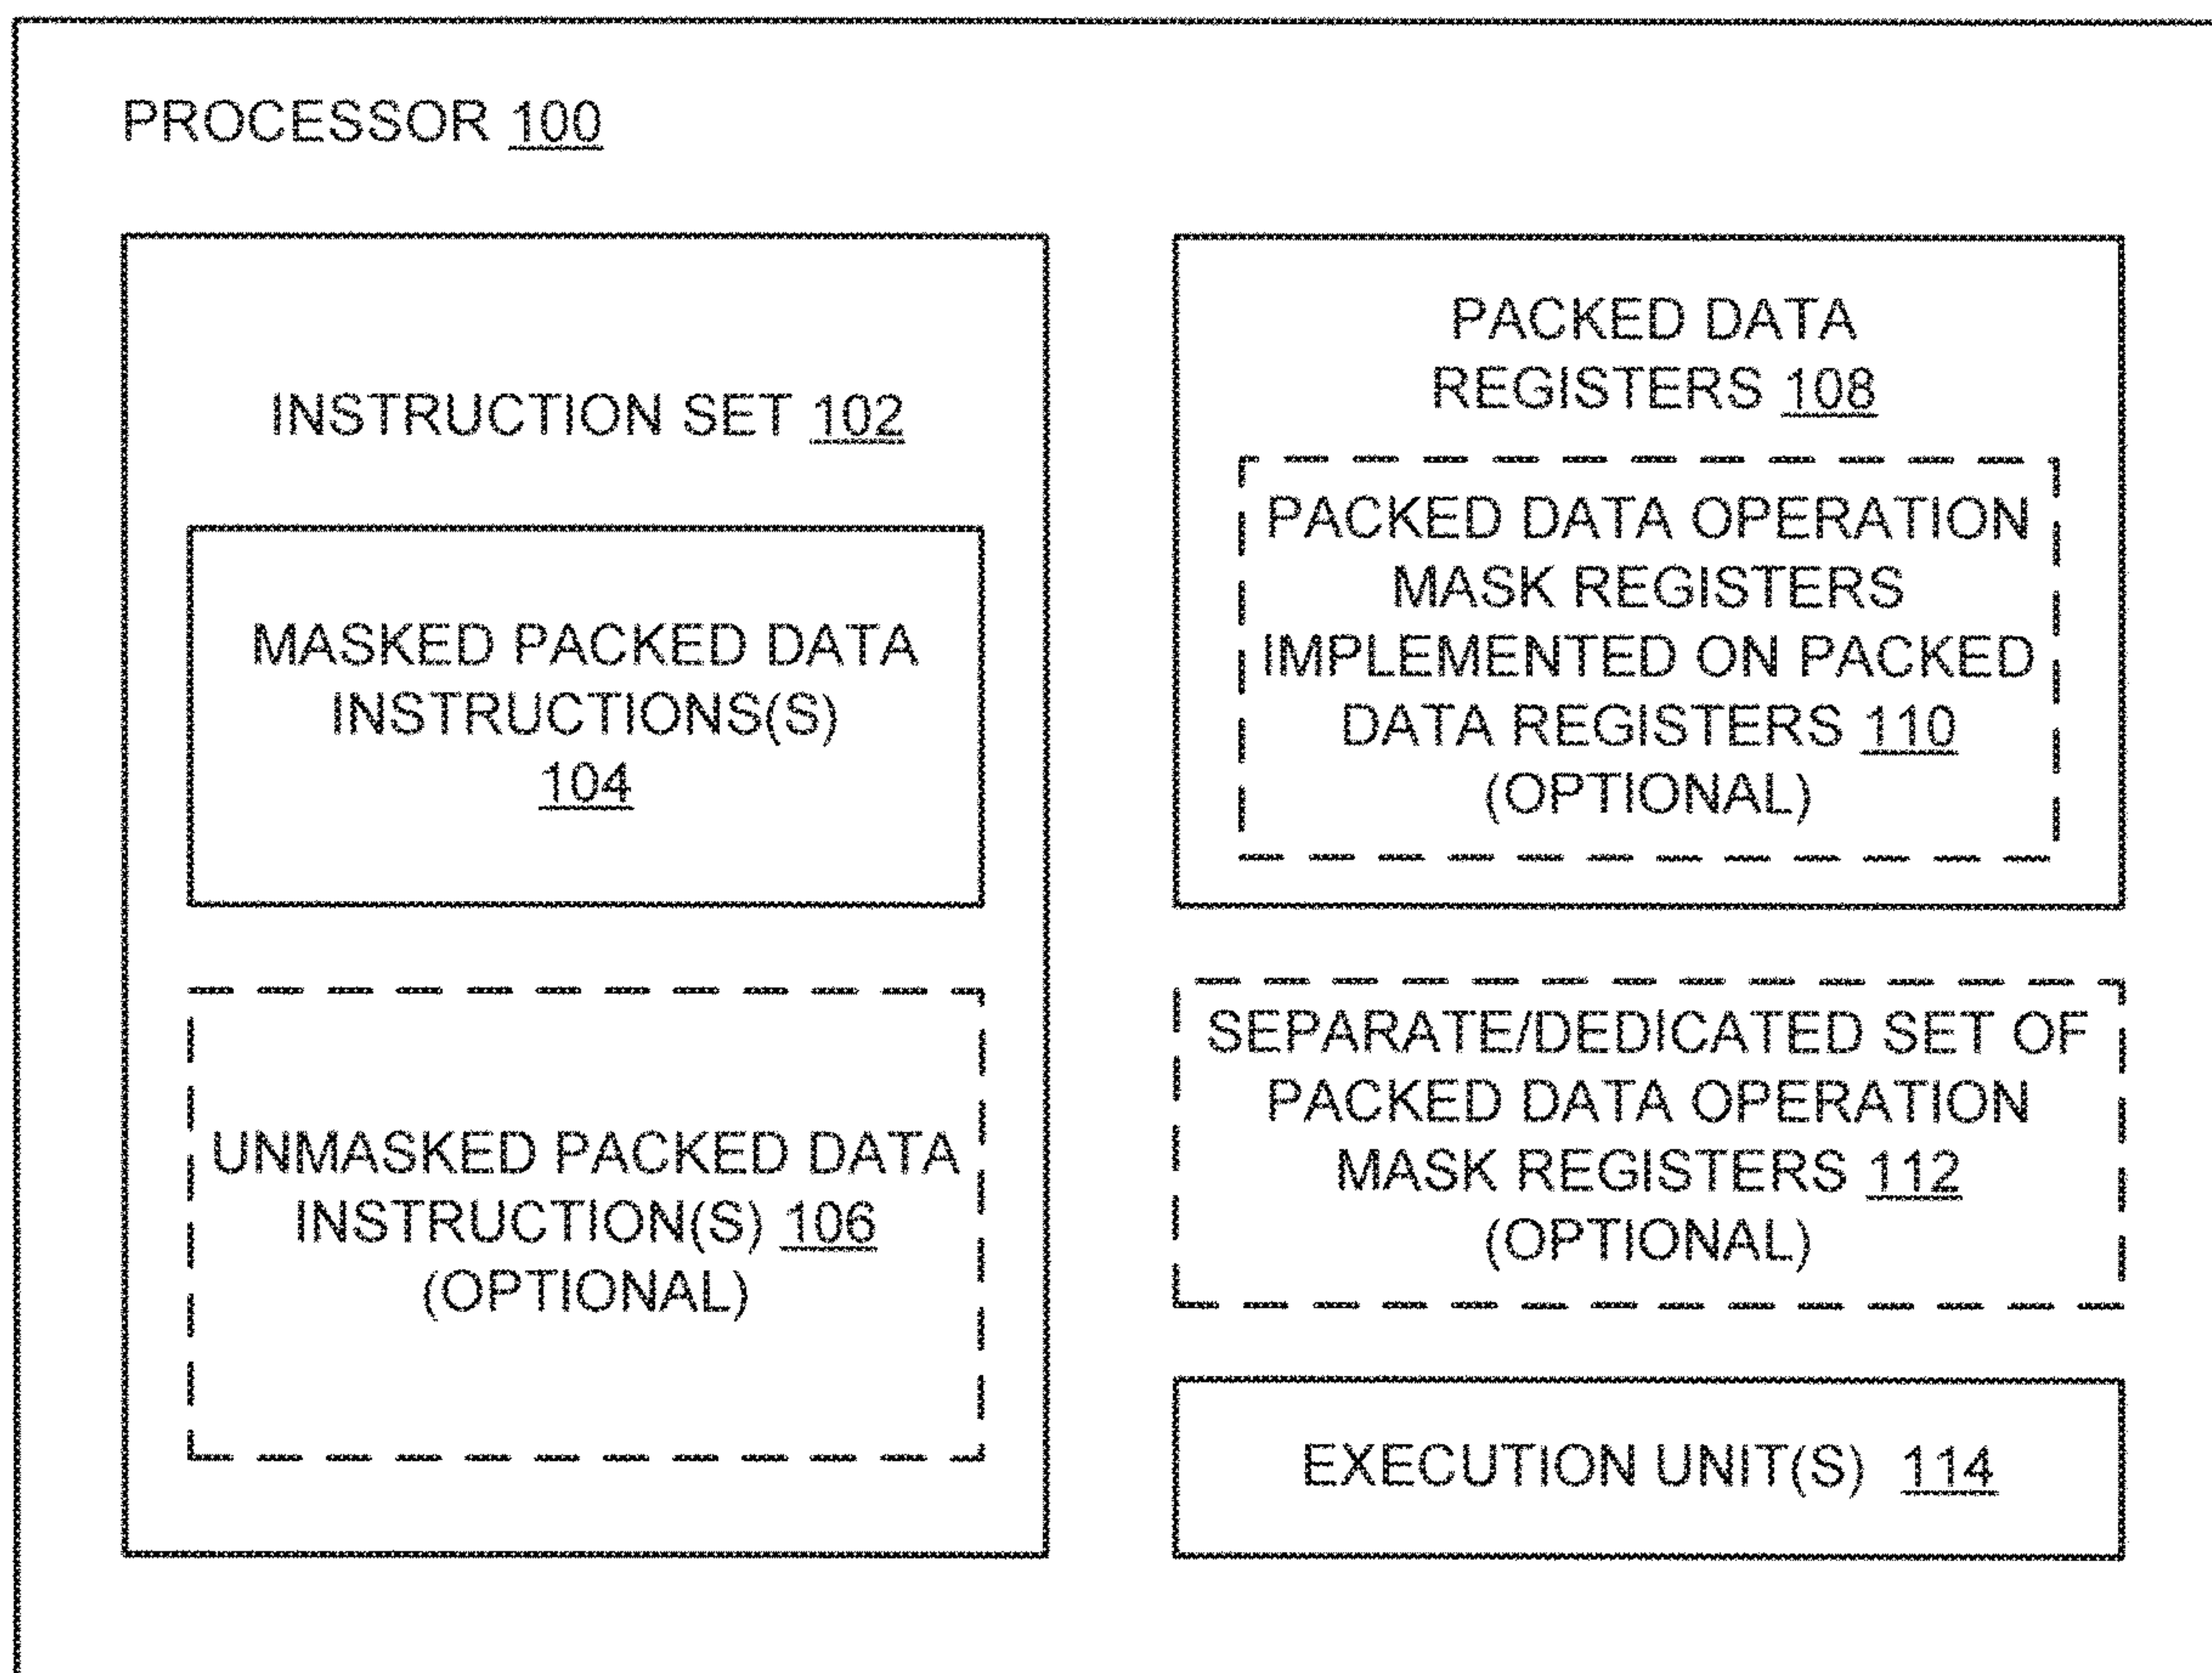 PROCESSOR 100
INSTRUCTION SET 102
MASKED PACKED DATA
INSTRUCTIONS(S)
104
UNMASKED PACKED DATA
INSTRUCTION(S) 106
(OPTIONAL)
PACKED DATA
REGISTERS 108
PACKED DATA OPERATION
MASK REGISTERS
IMPLEMENTED ON PACKED
DATA REGISTERS 110
(OPTIONAL)
SEPARATE/DEDICATED SET OF
PACKED DATA OPERATION
MASK REGISTERS 112
(OPTIONAL)
EXECUTION UNIT(S) 114